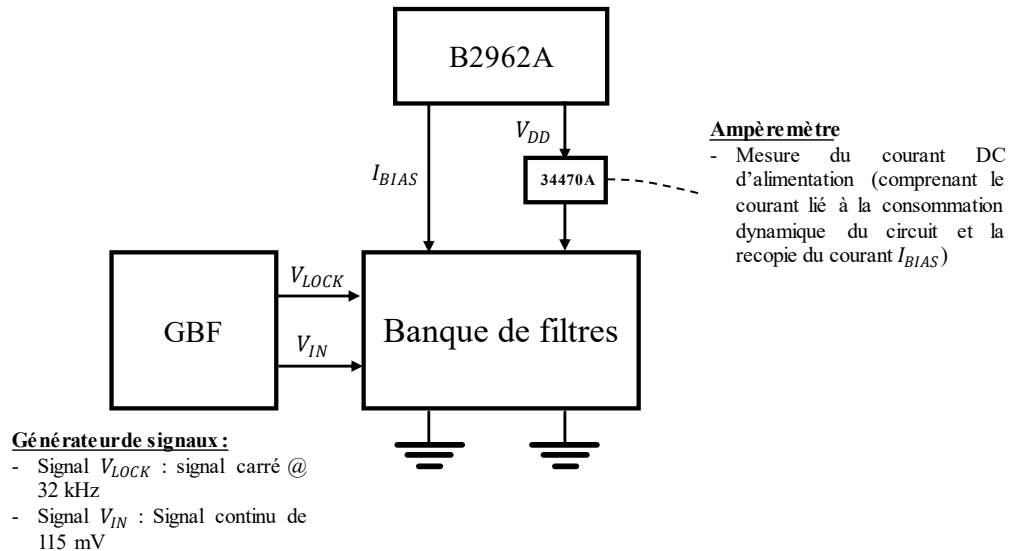 B2962A
V_DD
I_BIAS
34470A
Ampèremètre
- Mesure du courant DC
d'alimentation (comprenant le
courant lié à la consommation
dynamique du circuit et la
recopie du courant I_BIAS)
V_LOCK
GBF
V_IN
Banque de filtres
Générateur de signaux :
- Signal V_LOCK : signal carré @
32 kHz
- Signal V_IN : Signal continu de
115 mV